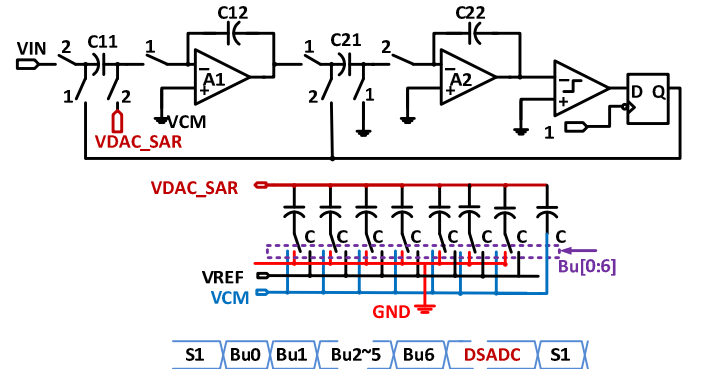 C12
C22
VIN
2
C11
1
1
C21
2
A1
A2
D Q
1
2
2
1
VCM
1
VDAC_SAR
VDAC_SAR
C C C C C C C C
Bu[0:6]
VREF
VCM
GND
S1 Bu0 Bu1 Bu2~5 Bu6 DSADC S1